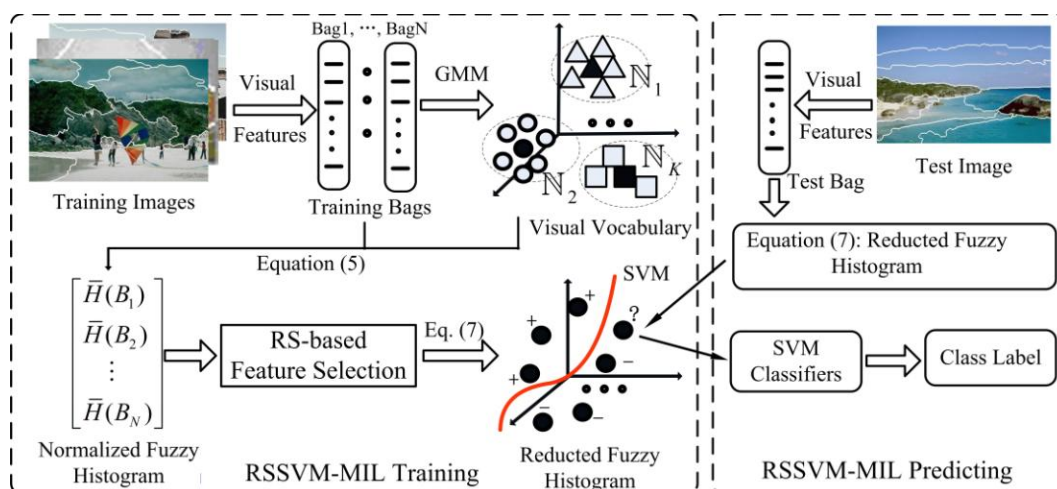 Bag1, ···, BagN
Visual
Features
GMM
ℕ1
ℕ2
ℕK
Training Images
Training Bags
Visual Vocabulary
Equation (5)
H̅(B1)
H̅(B2)
⋮
H̅(BN)
Normalized Fuzzy
Histogram
RS-based
Feature Selection
Eq. (7)
SVM
+
+
?
+
−
−
−
Reducted Fuzzy
Histogram
RSSVM-MIL Training
Visual
Features
Test Image
Test Bag
Equation (7): Reducted Fuzzy
Histogram
SVM
Classifiers
Class Label
RSSVM-MIL Predicting